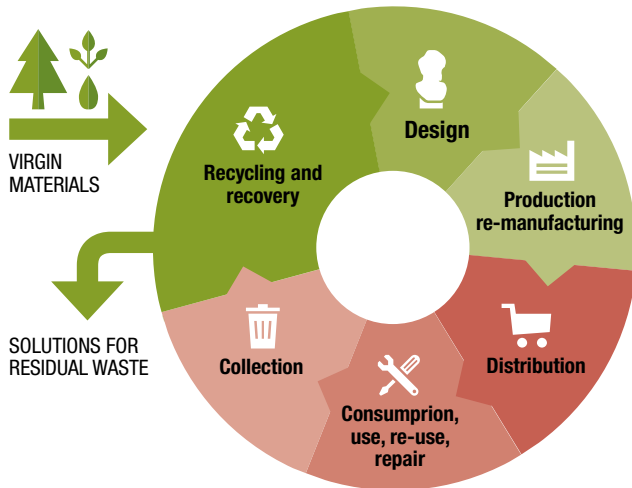 VIRGIN
MATERIALS
SOLUTIONS FOR
RESIDUAL WASTE
Recycling and
recovery
Design
Production
re-manufacturing
Distribution
Consumprion,
use, re-use,
repair
Collection